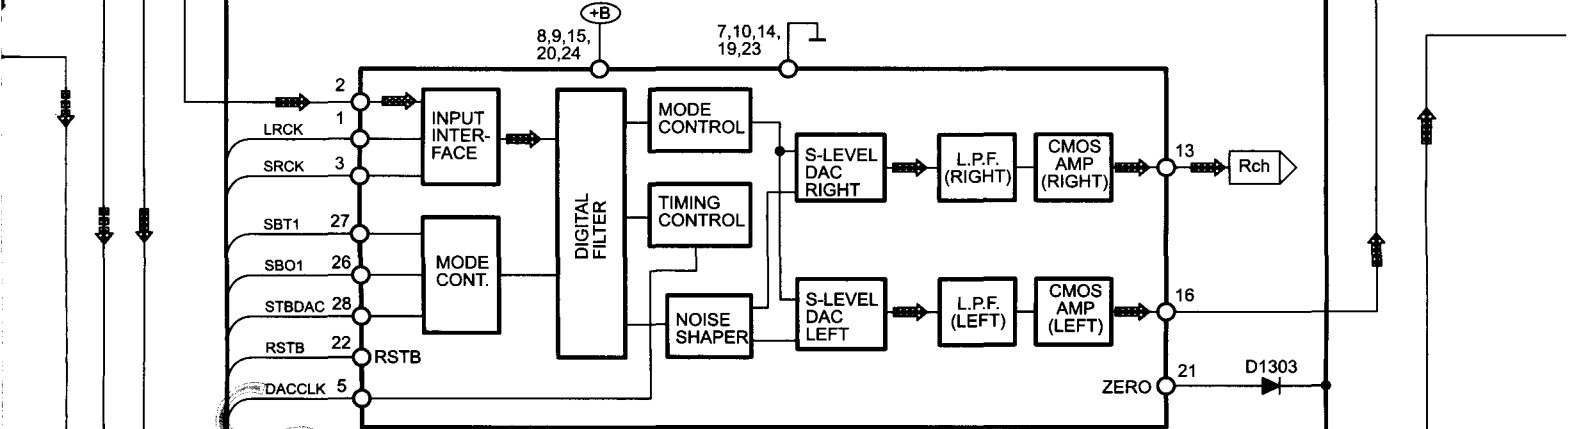 +B
8,9,15,
20,24
7,10,14,
19,23
2
1
LRCK
3
SRCK
INPUT
INTER-
FACE
27
SBT1
26
SBO1
28
STBDAC
22
RSTB
RSTB
5
DACCLK
MODE
CONT.
DIGITAL
FILTER
MODE
CONTROL
TIMING
CONTROL
NOISE
SHAPER
S-LEVEL
DAC
RIGHT
L.P.F.
(RIGHT)
CMOS
AMP
(RIGHT)
13
Rch
S-LEVEL
DAC
LEFT
L.P.F.
(LEFT)
CMOS
AMP
(LEFT)
16
ZERO
21
D1303